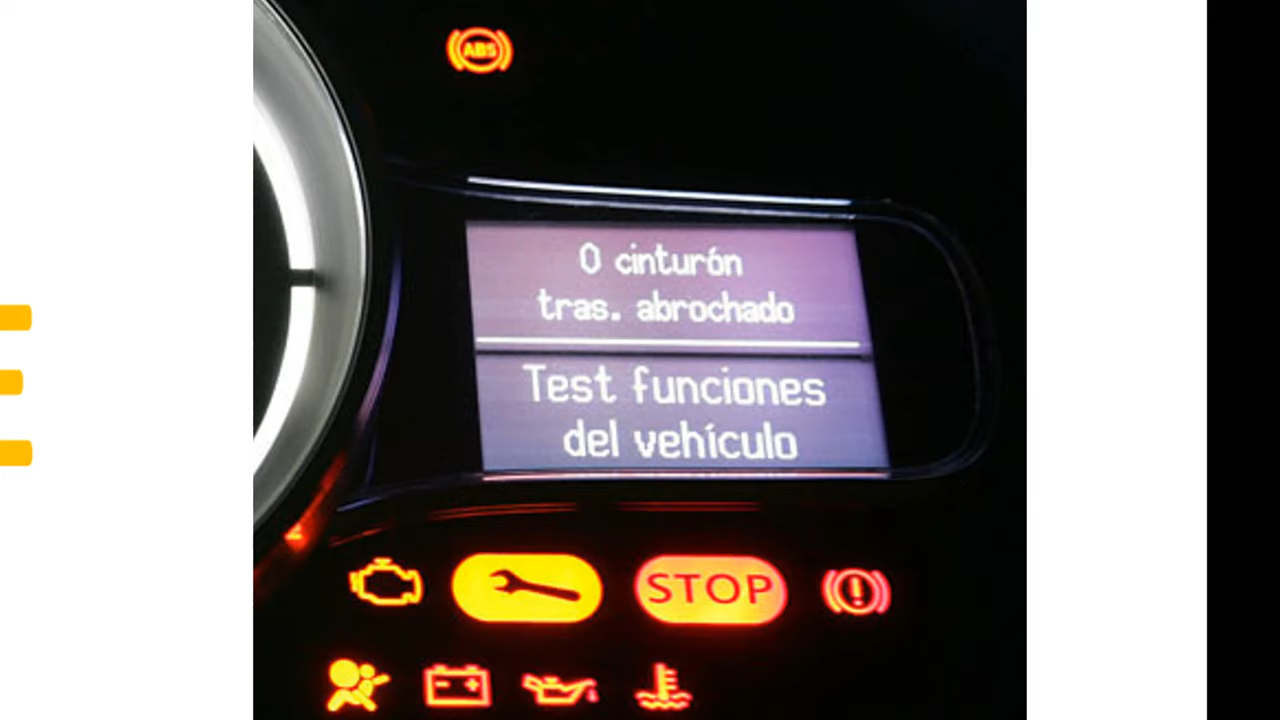 ABS
0 cinturón
tras. abrochado
Test funciones
del vehículo
STOP